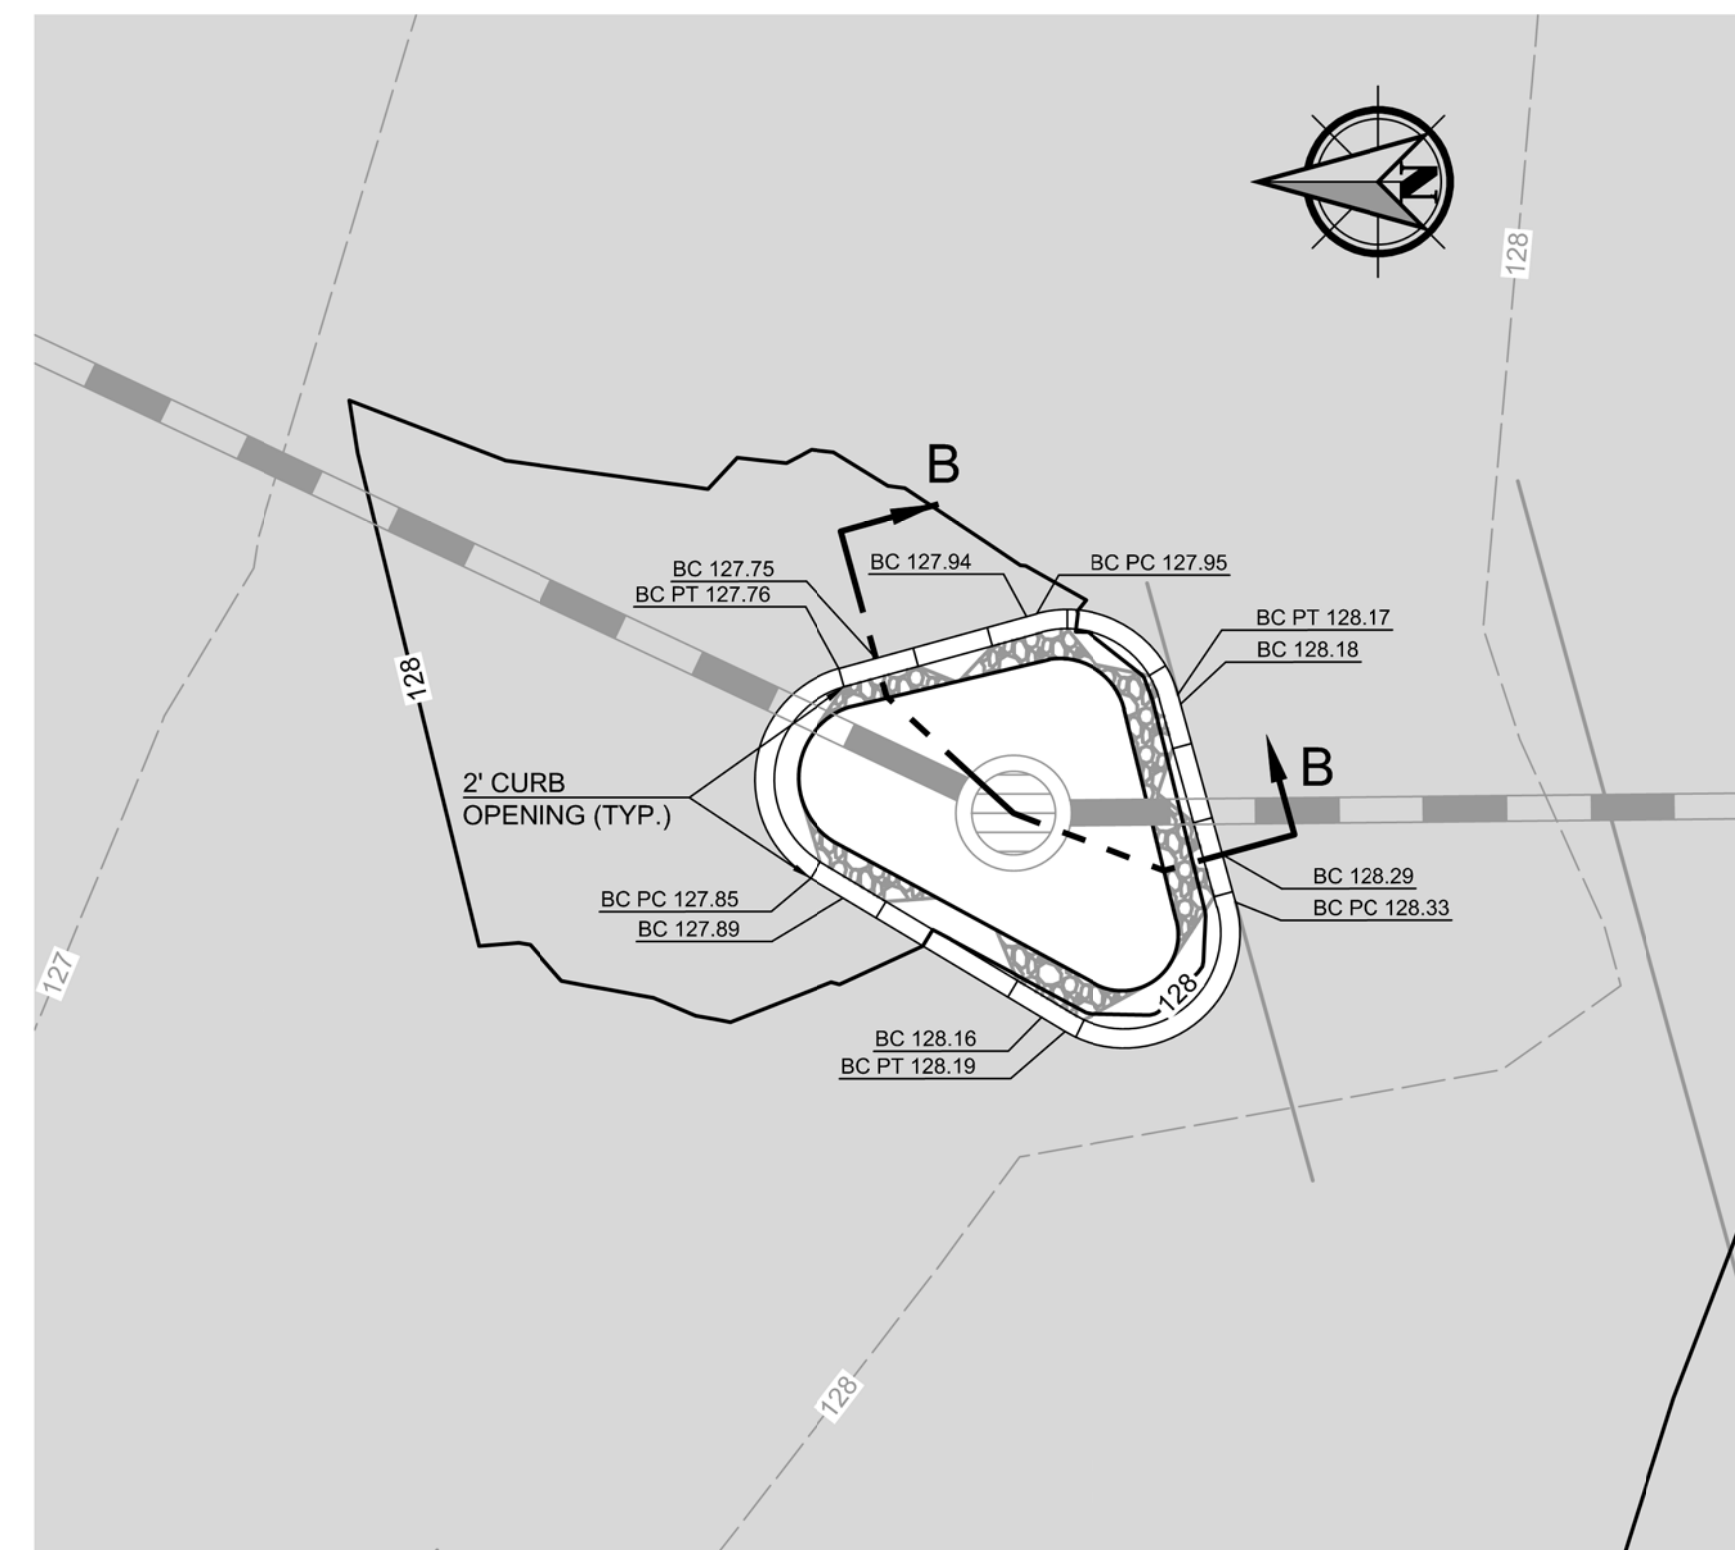 N
128
B
BC 127.75
BC 127.94
BC PC 127.95
BC PT 127.76
BC PT 128.17
BC 128.18
128
B
2' CURB
OPENING (TYP.)
BC 128.29
BC PC 127.85
BC PC 128.33
BC 127.89
127
128
BC 128.16
BC PT 128.19
128